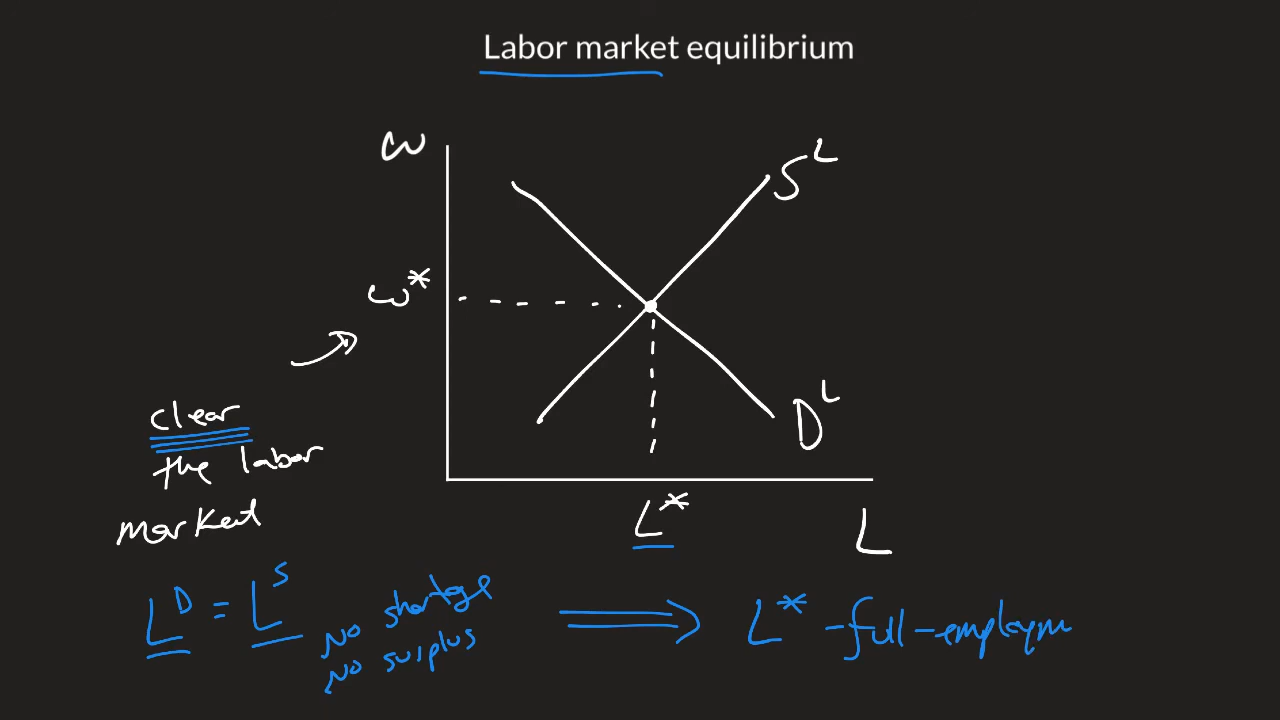 Labor market equilibrium
w
S^L
w*
D^L
clear
the labor
market
L*
L
L^D = L^S
No shortage
No surplus
L* - full-employm